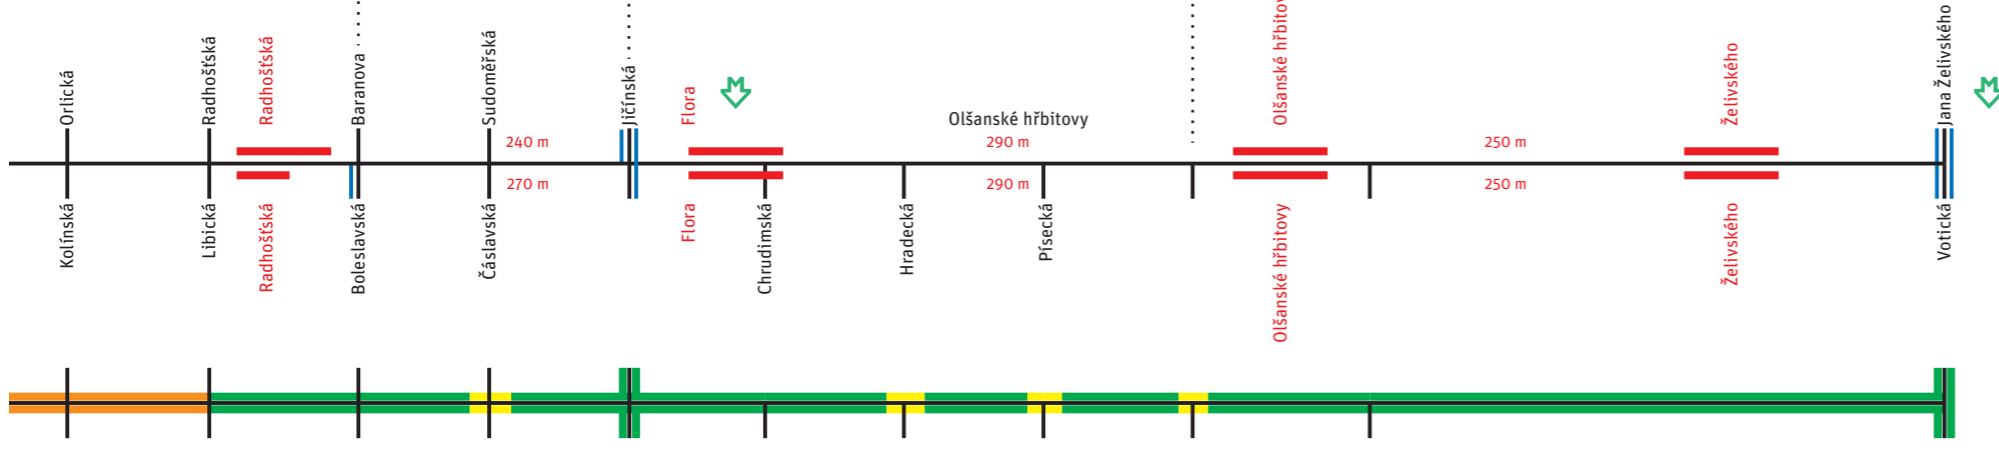 Orlická
Radhošťská
Radhošťská
Baranova
Sudoměřská
Jičínská
Flora
M
Olšanské hřbitovy
Olšanské hřbitov
Želivského
Jana Želivského
M
240 m
290 m
250 m
270 m
290 m
250 m
Kolínská
Libická
Radhošťská
Boleslavská
Čáslavská
Flora
Chrudimská
Hradecká
Písecká
Olšanské hřbitovy
Želivského
Votická